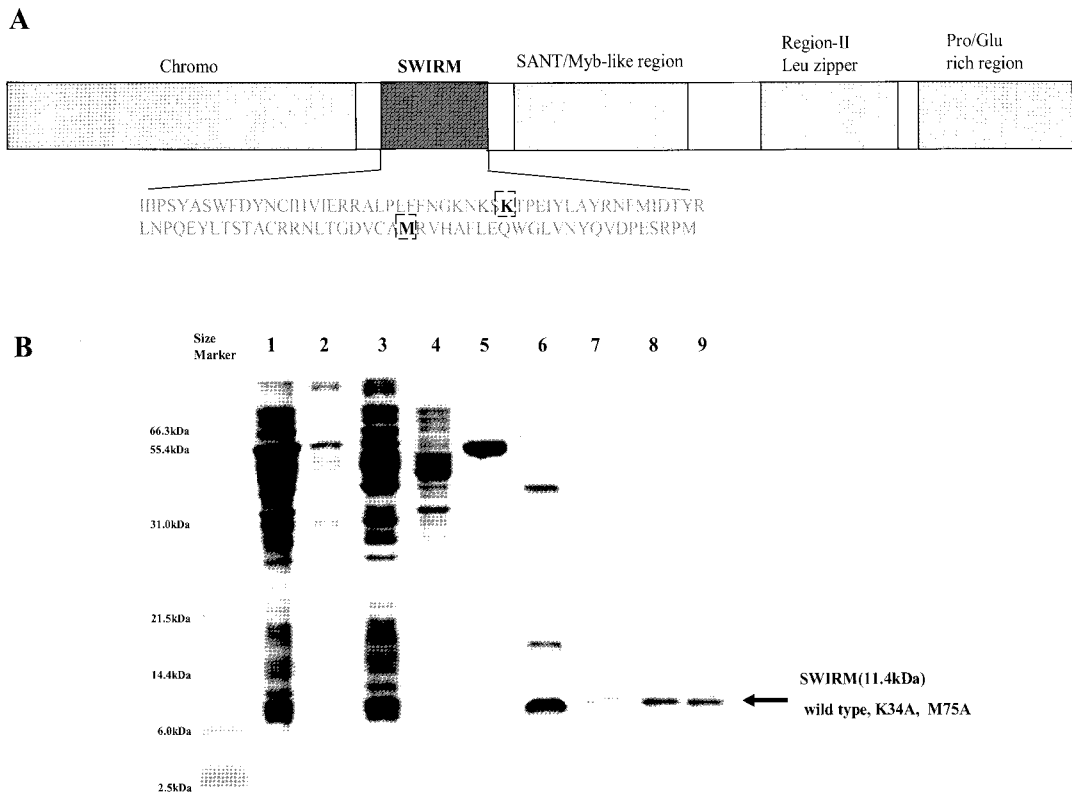 A
Chromo
SWIRM
SANT/Myb-like region
Region-II
Leu zipper
Pro/Glu
rich region
HIPSYASWFDYNCIHVIERRALPEFFNGKNKSKTPEIYLAYRNFMIDTYR
LNPQEYLTSTACRRNLTGDVCAMRVHAFLEQWGLVNYQVDPESRPM
B
Size
Marker
1 2 3 4 5 6 7 8 9
66.3kDa
55.4kDa
31.0kDa
21.5kDa
14.4kDa
6.0kDa
2.5kDa
SWIRM(11.4kDa)
wild type, K34A, M75A